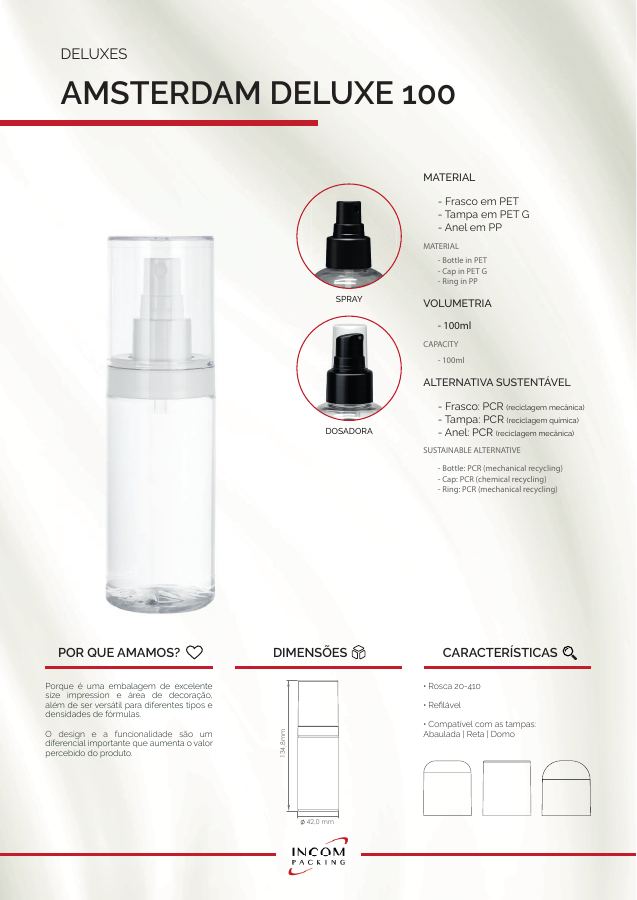 DELUXES
AMSTERDAM DELUXE 100
SPRAY
DOSADORA
MATERIAL
- Frasco em PET
- Tampa em PET G
- Anel em PP
MATERIAL
- Bottle in PET
- Cap in PET G
- Ring in PP
VOLUMETRIA
- 100ml
CAPACITY
- 100ml
ALTERNATIVA SUSTENTÁVEL
- Frasco: PCR (reciclagem mecânica)
- Tampa: PCR (reciclagem química)
- Anel: PCR (reciclagem mecânica)
SUSTAINABLE ALTERNATIVE
- Bottle: PCR (mechanical recycling)
- Cap: PCR (chemical recycling)
- Ring: PCR (mechanical recycling)
POR QUE AMAMOS?
Porque é uma embalagem de excelente
size impression e área de decoração,
além de ser versátil para diferentes tipos e
densidades de fórmulas.
O design e a funcionalidade são um
diferencial importante que aumenta o valor
percebido do produto.
DIMENSÕES
134,8mm
ø 42,0 mm
CARACTERÍSTICAS
• Rosca 20-410
• Refilável
• Compatível com as tampas:
Abaulada | Reta | Domo
INCOM
PACKING